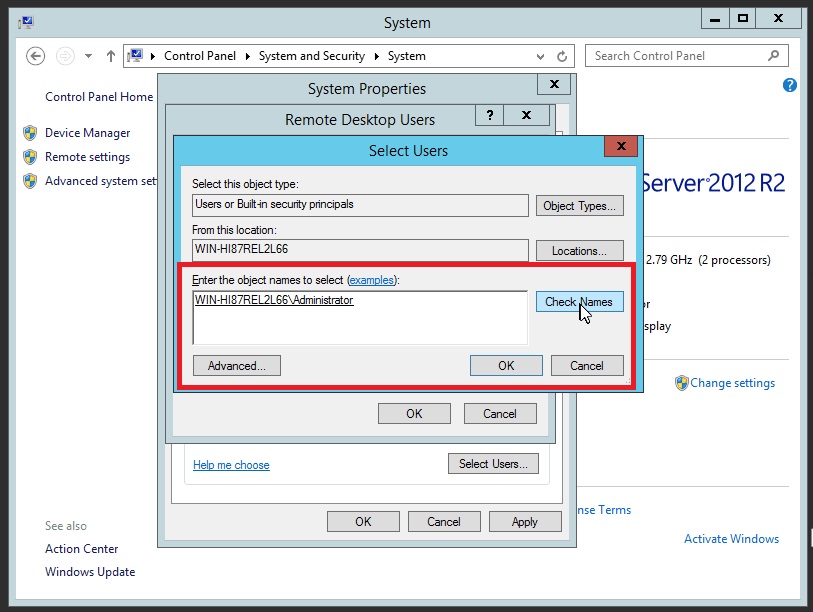 System
Control Panel
System and Security
System
Search Control Panel
System Properties
Control Panel Home
Remote Desktop Users
?
Device Manager
Select Users
Remote settings
Advanced system set
Select this object type:
Users or Built-in security principals
Object Types...
Server 2012 R2
From this location:
WIN-HI87REL2L66
Locations...
2.79 GHz (2 processors)
Enter the object names to select (examples):
WIN-HI87REL2L66\Administrator
Check Names
or
splay
Advanced...
OK
Cancel
Change settings
OK
Cancel
Help me choose
Select Users...
nse Terms
OK
Cancel
Apply
See also
Activate Windows
Action Center
Windows Update